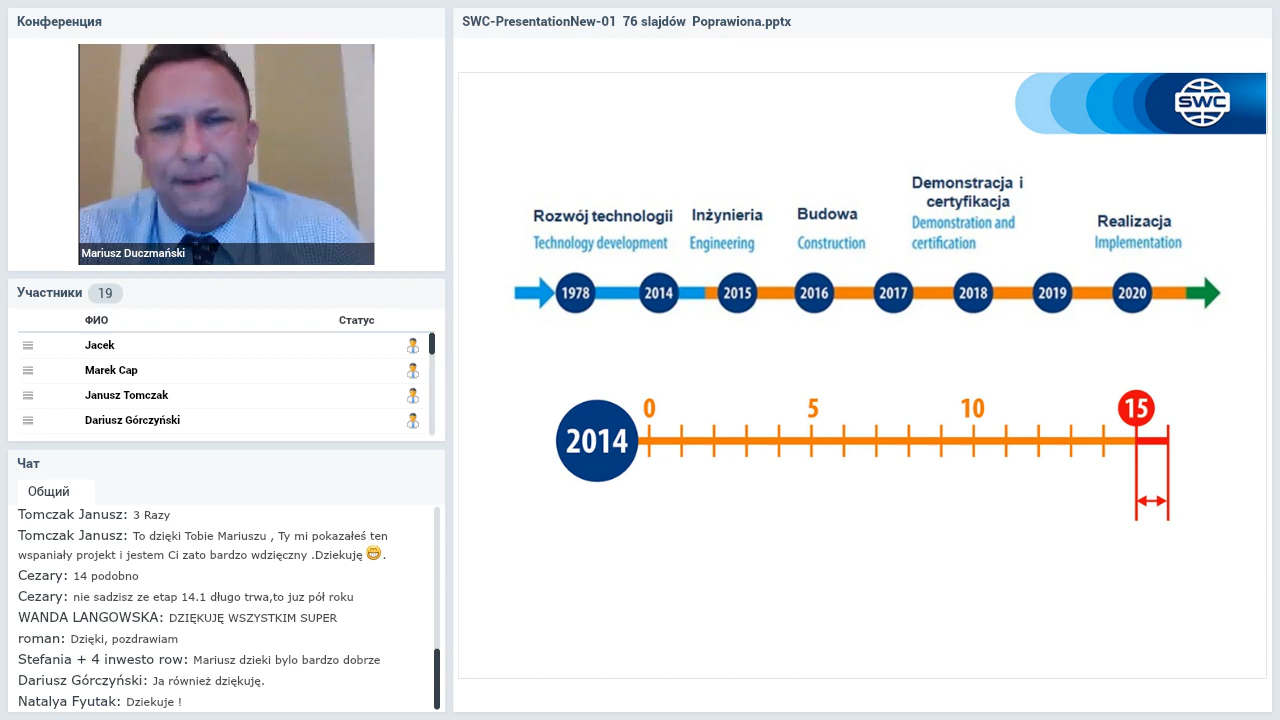 Конференция
Mariusz Duczmański
Участники 19
ФИО Статус
Jacek
Marek Cap
Janusz Tomczak
Dariusz Górczyński
Чат
Общий
Tomczak Janusz: 3 Razy
Tomczak Janusz: To dzięki Tobie Mariuszu , Ty mi pokazałeś ten
wspaniały projekt i jestem Ci zato bardzo wdzięczny .Dziekuję 😁.
Cezary: 14 podobno
Cezary: nie sadzisz ze etap 14.1 długo trwa,to juz pół roku
WANDA LANGOWSKA: DZIĘKUJĘ WSZYSTKIM SUPER
roman: Dzięki, pozdrawiam
Stefania + 4 inwesto row: Mariusz dzieki bylo bardzo dobrze
Dariusz Górczyński: Ja również dziękuję.
Natalya Fyutak: Dziekuje !
SWC-PresentationNew-01 76 slajdów Poprawiona.pptx
SWC
Rozwój technologii
Technology development
Inżynieria
Engineering
Budowa
Construction
Demonstracja i
certyfikacja
Demonstration and
certification
Realizacja
Implementation
1978 2014 2015 2016 2017 2018 2019 2020
0 5 10 15
2014